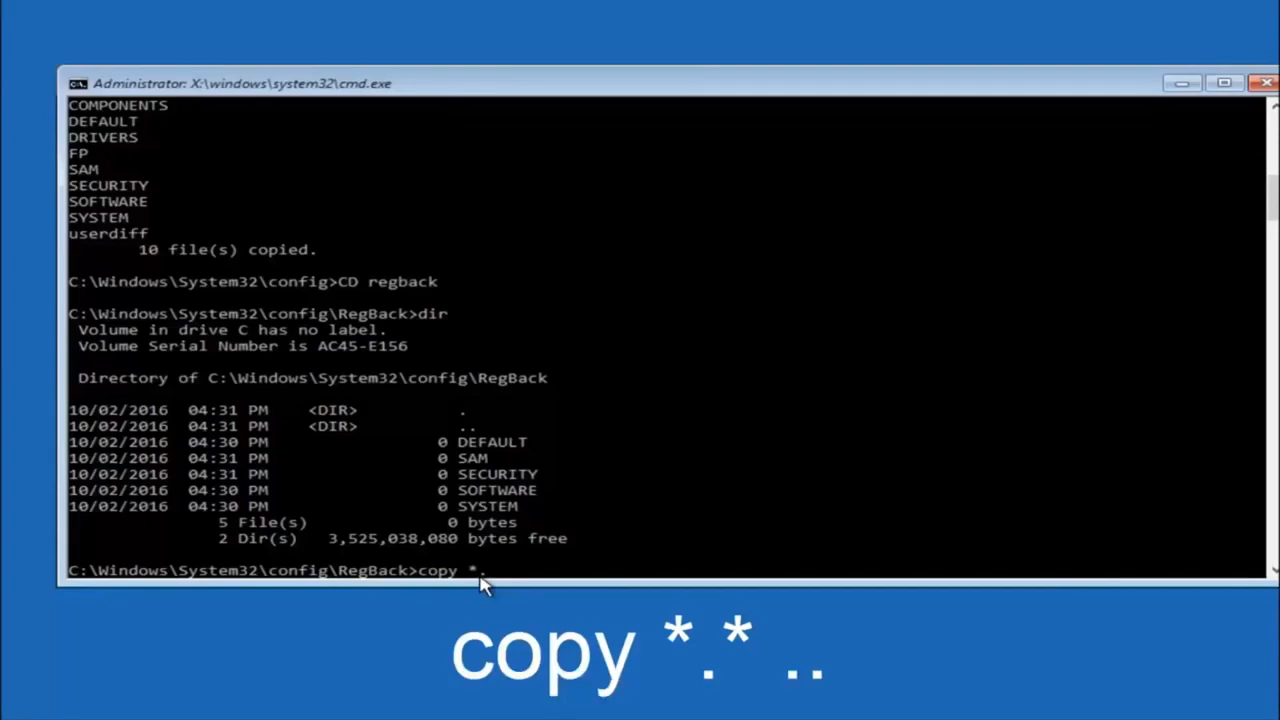 Administrator: X:\windows\system32\cmd.exe
COMPONENTS
DEFAULT
DRIVERS
FP
SAM
SECURITY
SOFTWARE
SYSTEM
userdiff
10 file(s) copied.
C:\Windows\System32\config>CD regback
C:\Windows\System32\config\RegBack>dir
Volume in drive C has no label.
Volume Serial Number is AC45-E156
Directory of C:\Windows\System32\config\RegBack
10/02/2016 04:31 PM <DIR> .
10/02/2016 04:31 PM <DIR> ..
10/02/2016 04:30 PM 0 DEFAULT
10/02/2016 04:31 PM 0 SAM
10/02/2016 04:31 PM 0 SECURITY
10/02/2016 04:30 PM 0 SOFTWARE
10/02/2016 04:30 PM 0 SYSTEM
5 File(s) 0 bytes
2 Dir(s) 3,525,038,080 bytes free
C:\Windows\System32\config\RegBack>copy *.
copy *.* ..